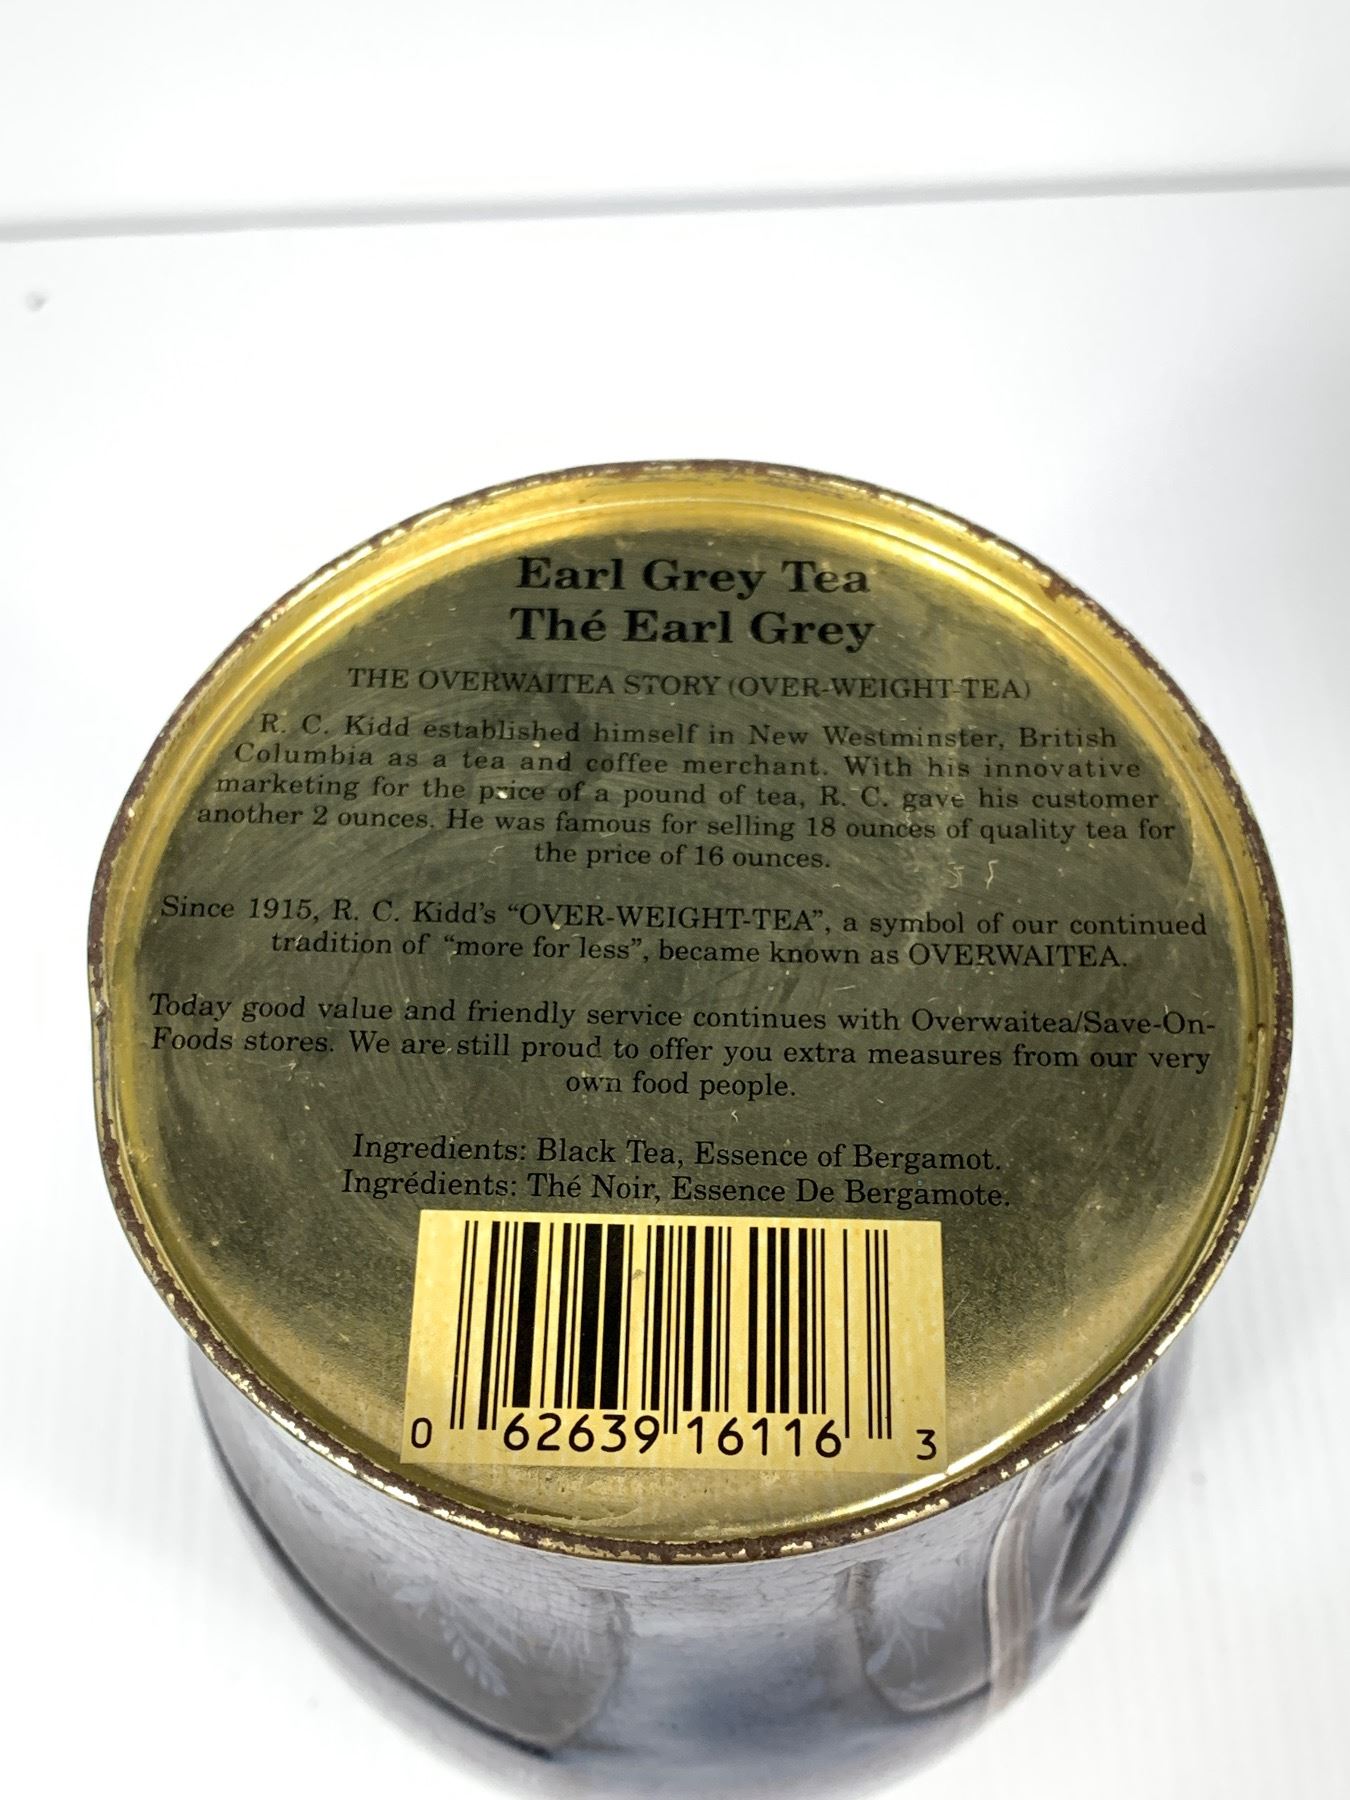 Earl Grey Tea
Thé Earl Grey
THE OVERWAITEA STORY (OVER-WEIGHT-TEA)
R. C. Kidd established himself in New Westminster, British
Columbia as a tea and coffee merchant. With his innovative
marketing for the price of a pound of tea, R. C. gave his customer
another 2 ounces. He was famous for selling 18 ounces of quality tea for
the price of 16 ounces.
Since 1915, R. C. Kidd's “OVER-WEIGHT-TEA”, a symbol of our continued
tradition of “more for less”, became known as OVERWAITEA.
Today good value and friendly service continues with Overwaitea/Save-On-
Foods stores. We are still proud to offer you extra measures from our very
own food people.
Ingredients: Black Tea, Essence of Bergamot.
Ingrédients: Thé Noir, Essence De Bergamote.
0 62639 16116 3